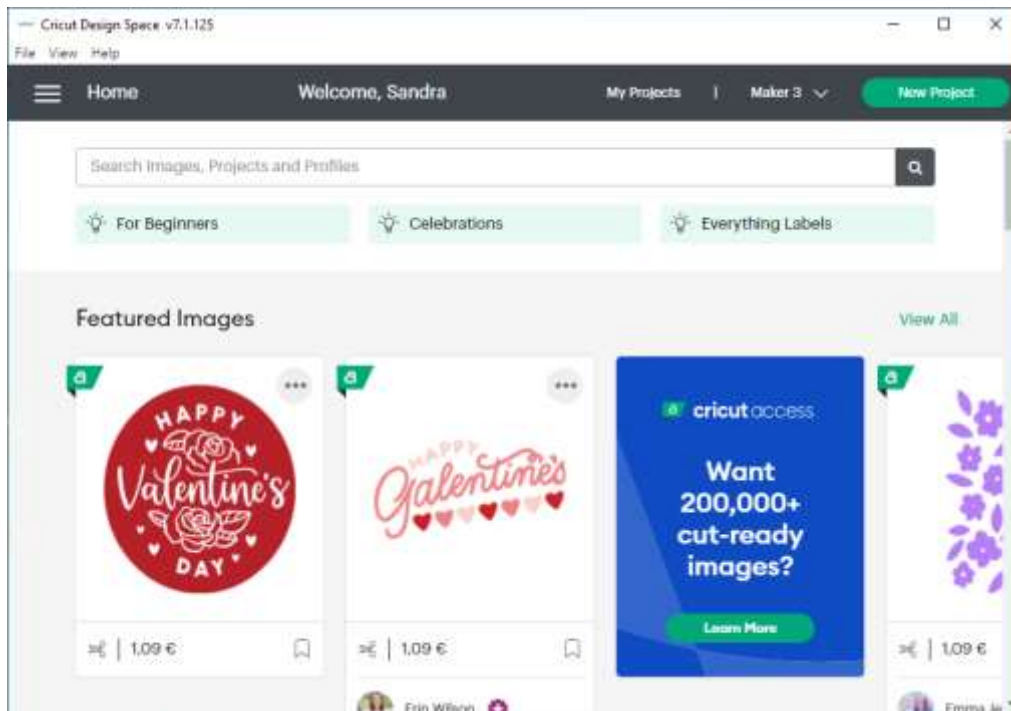 Cricut Design Space v7.1.125
File View Help
Home Welcome, Sandra My Projects | Maker 3 New Project
Search Images, Projects and Profiles
For Beginners Celebrations Everything Labels
Featured Images View All
HAPPY
Valentine's
DAY
HAPPY
Galentine's
cricut access
Want
200,000+
cut-ready
images?
Learn More
1,09 € 1,09 € 1,09 €
Erin Wilson Emma